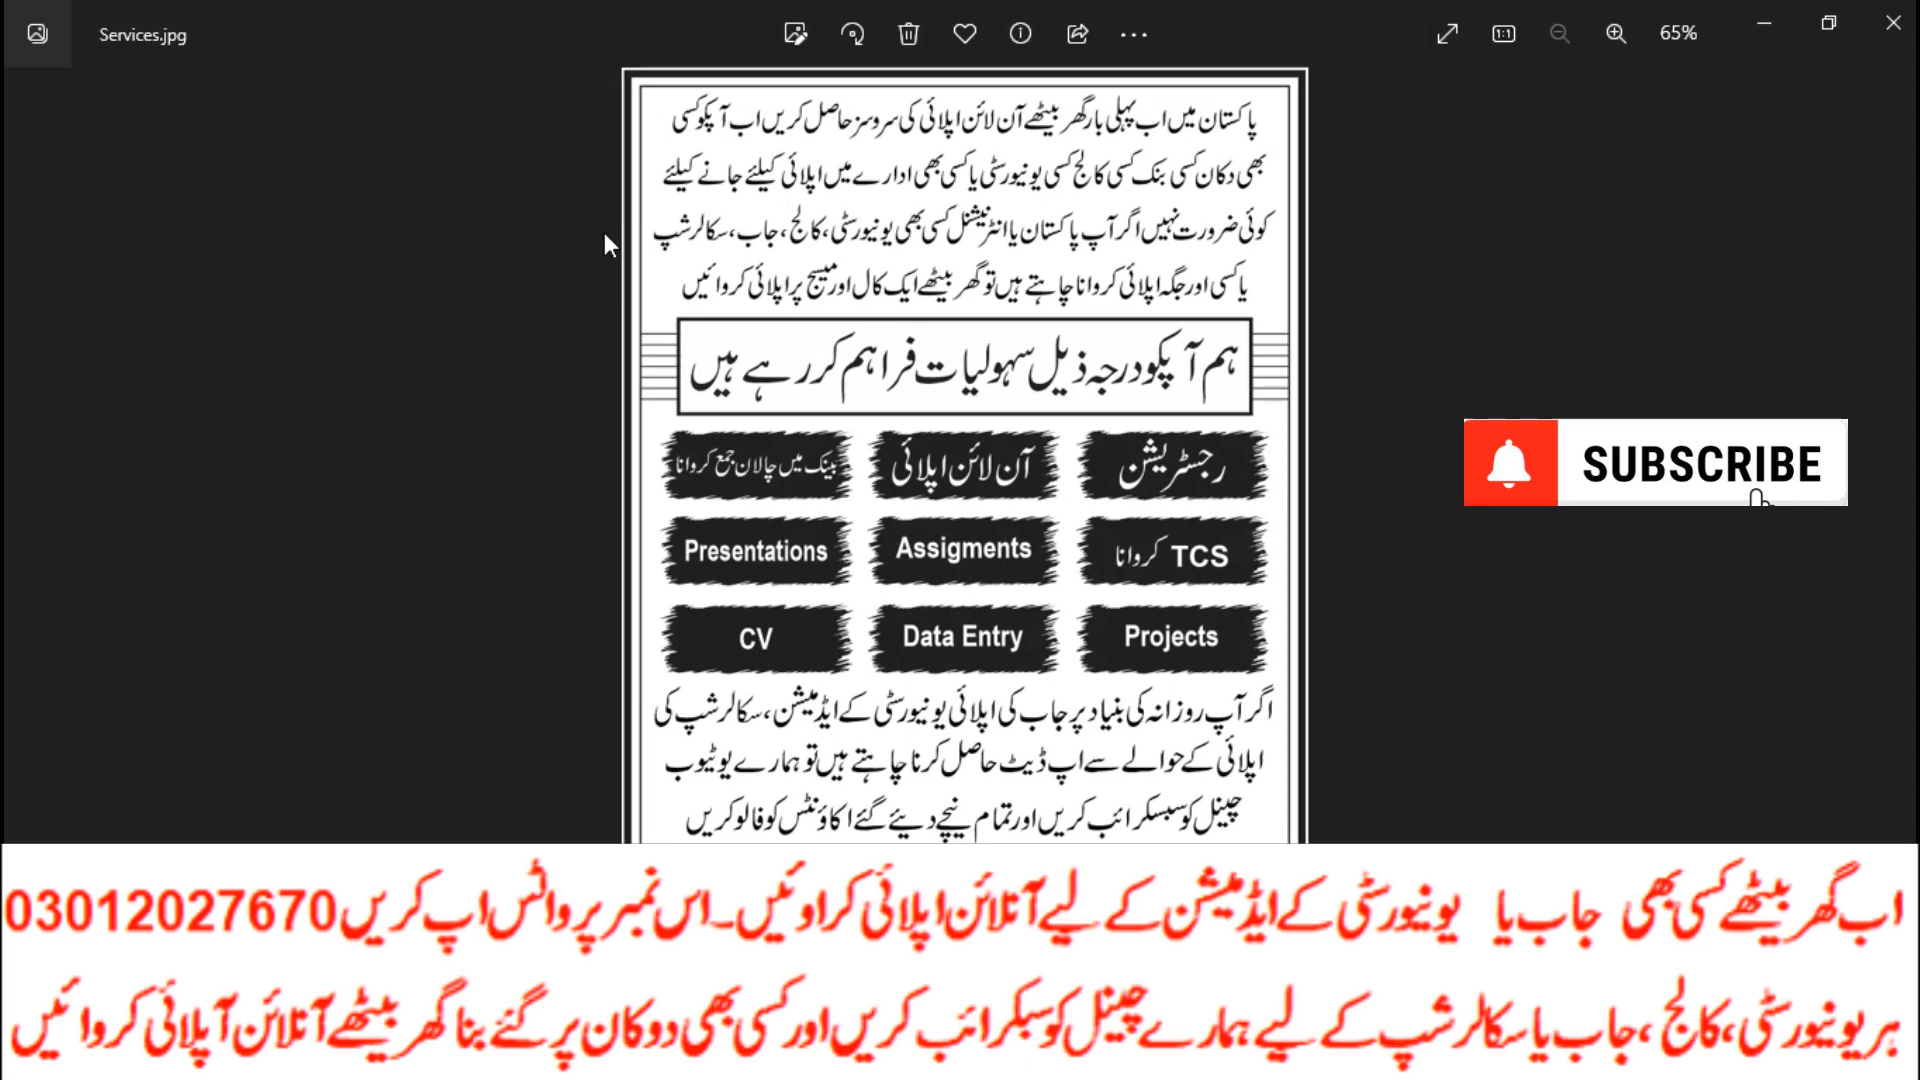 Services.jpg
65%
پاکستان میں اب پہلی بار گھر بیٹھے آن لائن اپلائی کی سروسز حاصل کریں اب آپکو کسی
بھی دکان کسی بنک کسی کالج کسی یونیورسٹی یا کسی بھی ادارے میں اپلائی کیلئے جانے کیلئے
کوئی ضرورت نہیں اگر آپ پاکستان یا انٹرنیشنل کسی بھی یونیورسٹی، کالج، جاب، سکالرشپ
یا کسی اور جگہ اپلائی کروانا چاہتے ہیں تو گھر بیٹھے ایک کال اور میسج پر اپلائی کروائیں
ہم آپکو درجہ ذیل سہولیات فراہم کر رہے ہیں
رجسٹریشن
آن لائن اپلائی
بینک میں چالان جمع کروانا
TCS کروانا
Assigments
Presentations
Projects
Data Entry
CV
SUBSCRIBE
اگر آپ روزانہ کی بنیاد پر جاب کی اپلائی یونیورسٹی کے ایڈمیشن، سکالرشپ کی
اپلائی کے حوالے سے اپ ڈیٹ حاصل کرنا چاہتے ہیں تو ہمارے یوٹیوب
چینل کو سبسکرائب کریں اور تمام نیچے دیئے گئے اکاؤنٹس کو فالو کریں
اب گھر بیٹھے کسی بھی جاب یا یونیورسٹی کے ایڈمیشن کے لیے آنلائن اپلائی کراوئیں۔ اس نمبر پر واٹس اپ کریں 03012027670
ہر یونیورسٹی، کالج، جاب یا سکالرشپ کے لیے ہمارے چینل کو سبکرائب کریں اور کسی بھی دوکان پر گئے بنا گھر بیٹھے آنلائن آپلائی کروائیں